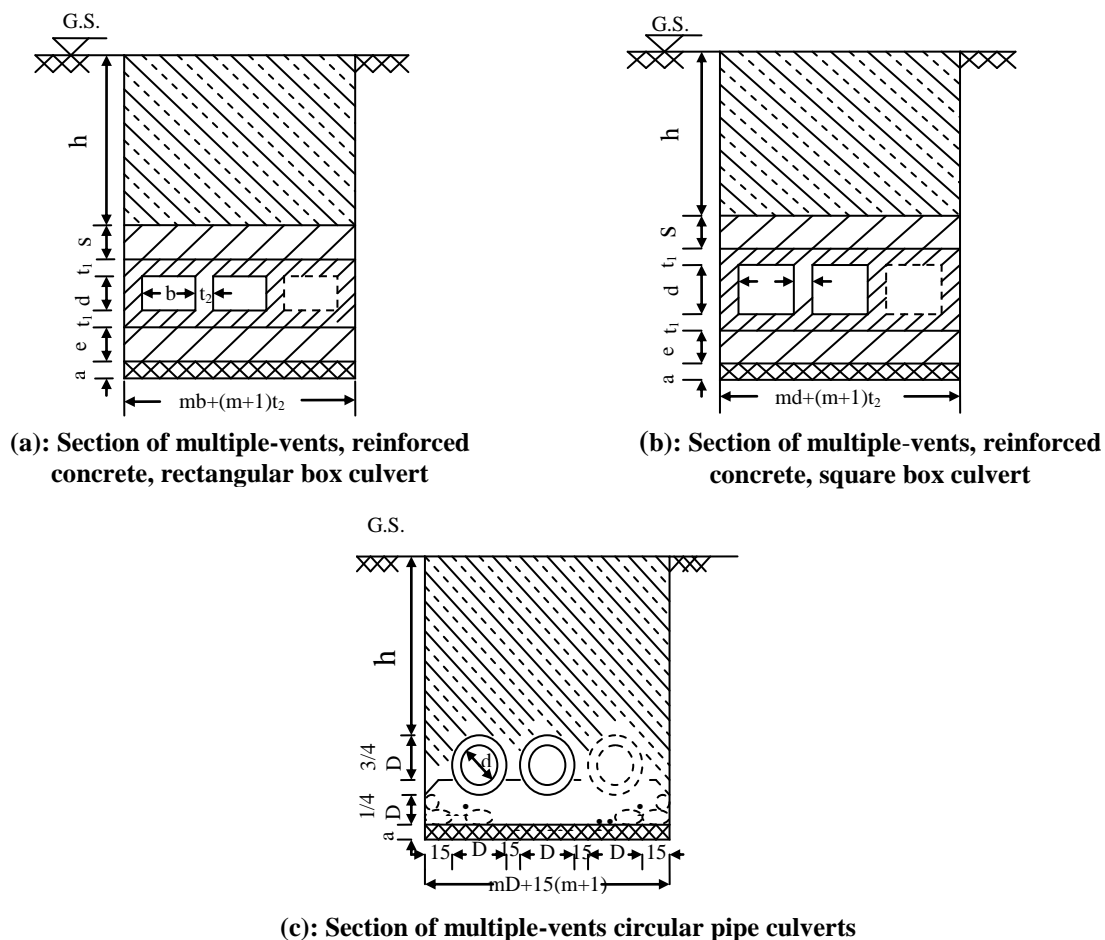 G.S.
h
s
t₁
d
t₁
e
a
b
t₂
mb+(m+1)t₂
(a): Section of multiple-vents, reinforced
concrete, rectangular box culvert
G.S.
h
S
t₁
d
t₁
e
a
md+(m+1)t₂
(b): Section of multiple-vents, reinforced
concrete, square box culvert
G.S.
h
3/4
D
1/4
D
a
d
15 D 15 D 15 D 15
mD+15(m+1)
(c): Section of multiple-vents circular pipe culverts